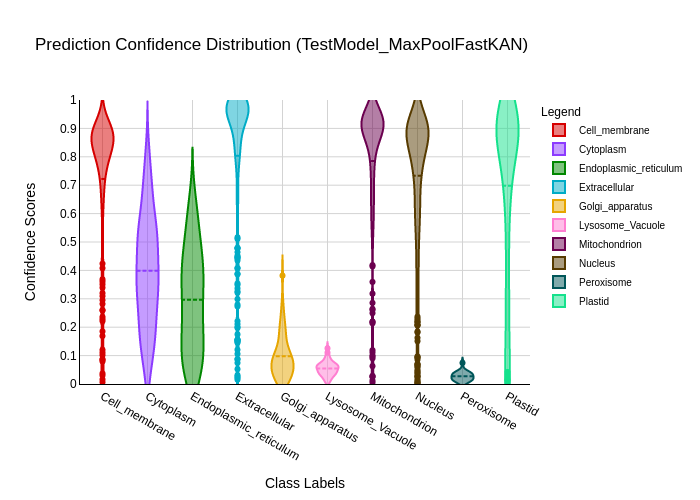 Prediction Confidence Distribution (TestModel_MaxPoolFastKAN)
Legend
Cell_membrane
Cytoplasm
Endoplasmic_reticulum
Extracellular
Golgi_apparatus
Lysosome_Vacuole
Mitochondrion
Nucleus
Peroxisome
Plastid
Confidence Scores
1
0.9
0.8
0.7
0.6
0.5
0.4
0.3
0.2
0.1
0
Cell_membrane
Cytoplasm
Endoplasmic_reticulum
Extracellular
Golgi_apparatus
Lysosome_Vacuole
Mitochondrion
Nucleus
Peroxisome
Plastid
Class Labels